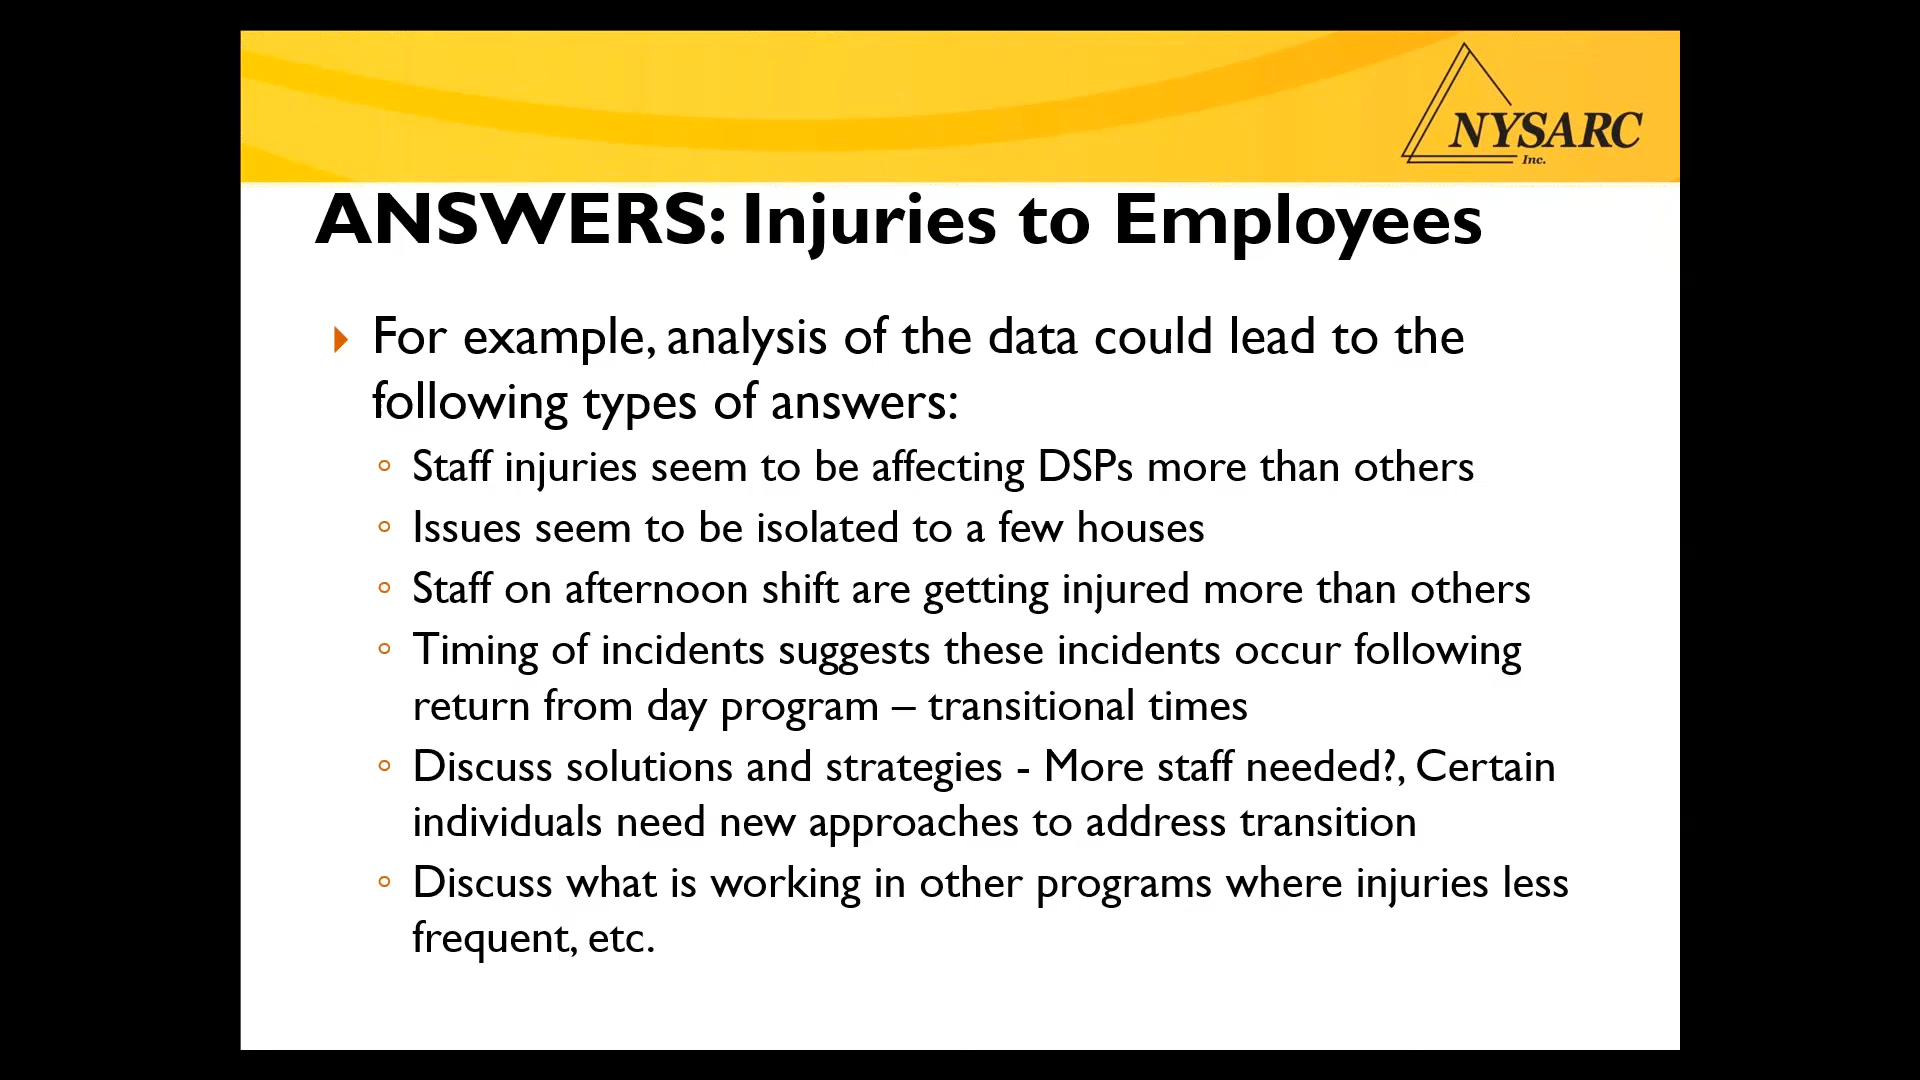 NYSARC
Inc.
ANSWERS: Injuries to Employees
For example, analysis of the data could lead to the
following types of answers:
Staff injuries seem to be affecting DSPs more than others
Issues seem to be isolated to a few houses
Staff on afternoon shift are getting injured more than others
Timing of incidents suggests these incidents occur following
return from day program – transitional times
Discuss solutions and strategies - More staff needed?, Certain
individuals need new approaches to address transition
Discuss what is working in other programs where injuries less
frequent, etc.